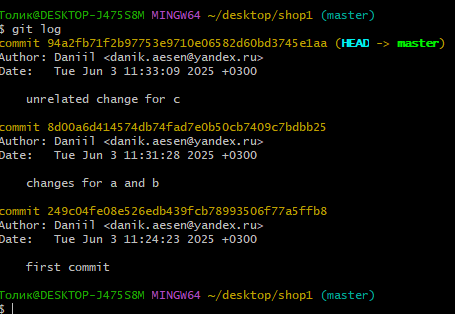 Толик@DESKTOP-J475S8M MINGW64 ~/desktop/shop1 (master)
$ git log
commit 94a2fb71f2b97753e9710e06582d60bd3745e1aa (HEAD -> master)
Author: Daniil <danik.aesen@yandex.ru>
Date:   Tue Jun 3 11:33:09 2025 +0300
unrelated change for c
commit 8d00a6d414574db74fad7e0b50cb7409c7bdbb25
Author: Daniil <danik.aesen@yandex.ru>
Date:   Tue Jun 3 11:31:28 2025 +0300
changes for a and b
commit 249c04fe08e526edb439fcb78993506f77a5ffb8
Author: Daniil <danik.aesen@yandex.ru>
Date:   Tue Jun 3 11:24:23 2025 +0300
first commit
Толик@DESKTOP-J475S8M MINGW64 ~/desktop/shop1 (master)
$